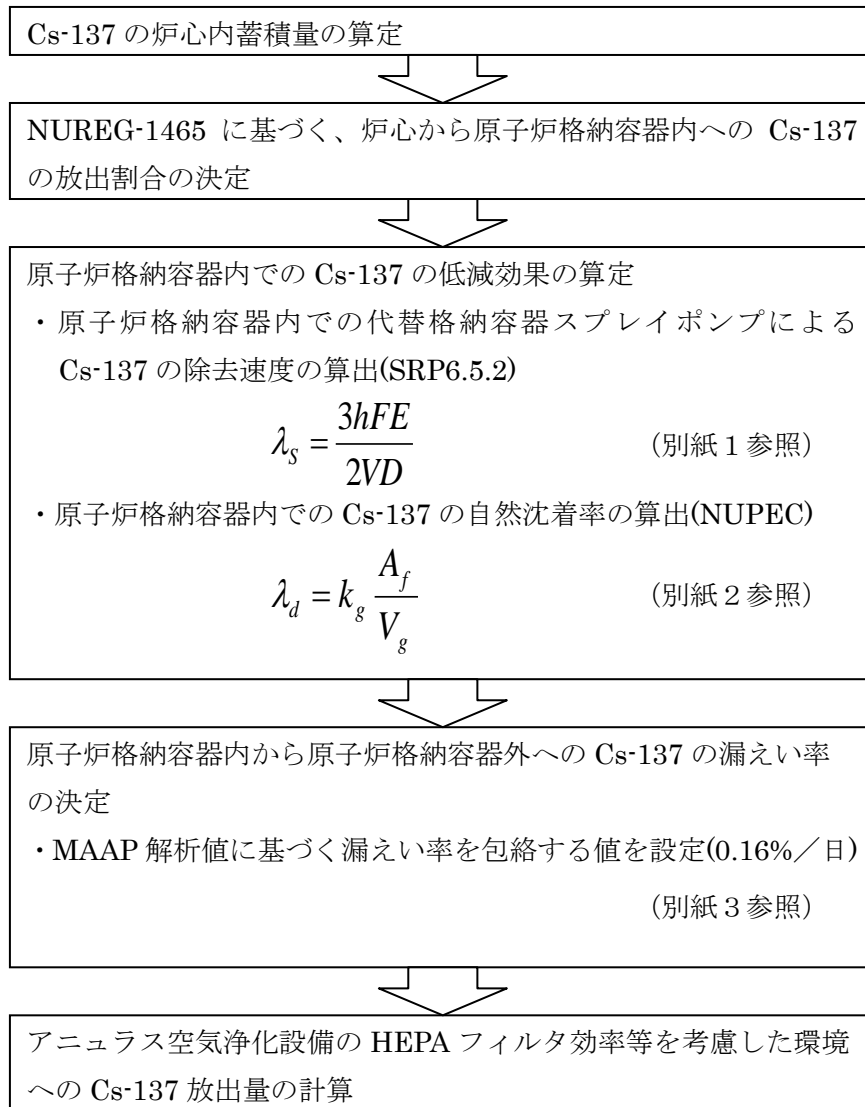 Cs-137 の炉心内蓄積量の算定
NUREG-1465 に基づく、炉心から原子炉格納容器内への Cs-137
の放出割合の決定
原子炉格納容器内での Cs-137 の低減効果の算定
・原子炉格納容器内での代替格納容器スプレイポンプによる
Cs-137 の除去速度の算出(SRP6.5.2)
λ_S = 3hFE / 2VD （別紙１参照）
・原子炉格納容器内での Cs-137 の自然沈着率の算出(NUPEC)
λ_d = k_g A_f / V_g （別紙２参照）
原子炉格納容器内から原子炉格納容器外への Cs-137 の漏えい率
の決定
・MAAP 解析値に基づく漏えい率を包絡する値を設定(0.16%／日)
（別紙３参照）
アニュラス空気浄化設備の HEPA フィルタ効率等を考慮した環境
への Cs-137 放出量の計算